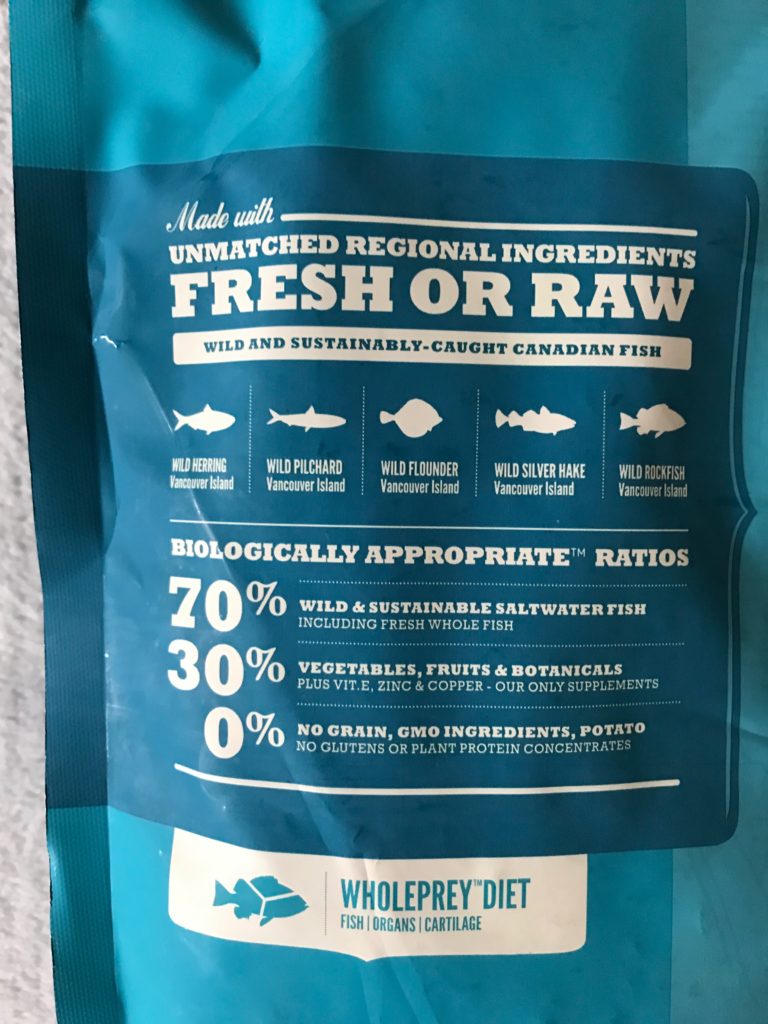 Made with
UNMATCHED REGIONAL INGREDIENTS
FRESH OR RAW
WILD AND SUSTAINABLY-CAUGHT CANADIAN FISH
WILD HERRING
Vancouver Island
WILD PILCHARD
Vancouver Island
WILD FLOUNDER
Vancouver Island
WILD SILVER HAKE
Vancouver Island
WILD ROCKFISH
Vancouver Island
BIOLOGICALLY APPROPRIATE™ RATIOS
70% WILD & SUSTAINABLE SALTWATER FISH
INCLUDING FRESH WHOLE FISH
30% VEGETABLES, FRUITS & BOTANICALS
PLUS VIT.E, ZINC & COPPER - OUR ONLY SUPPLEMENTS
0% NO GRAIN, GMO INGREDIENTS, POTATO
NO GLUTENS OR PLANT PROTEIN CONCENTRATES
WHOLEPREY™ DIET
FISH | ORGANS | CARTILAGE